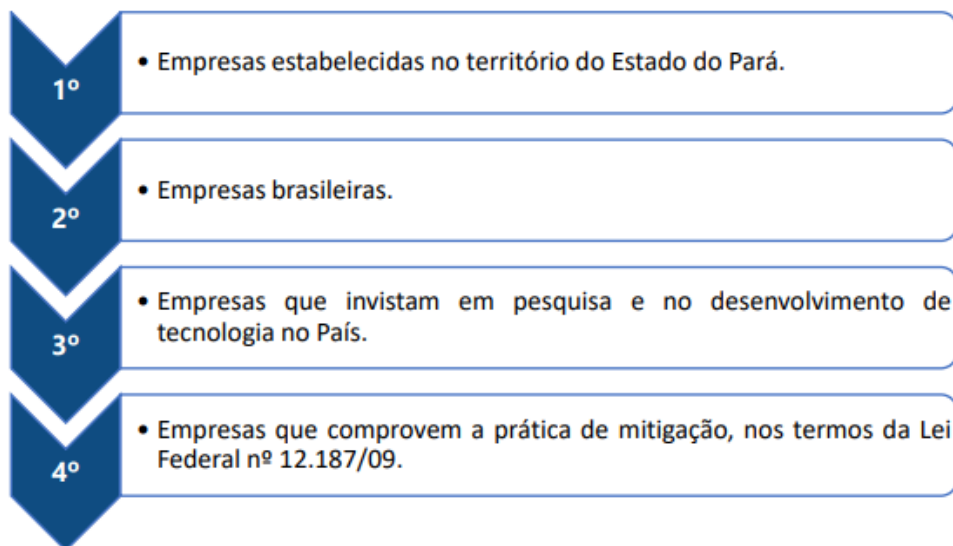 1º
• Empresas estabelecidas no território do Estado do Pará.
2º
• Empresas brasileiras.
3º
• Empresas que invistam em pesquisa e no desenvolvimento de
tecnologia no País.
4º
• Empresas que comprovem a prática de mitigação, nos termos da Lei
Federal nº 12.187/09.